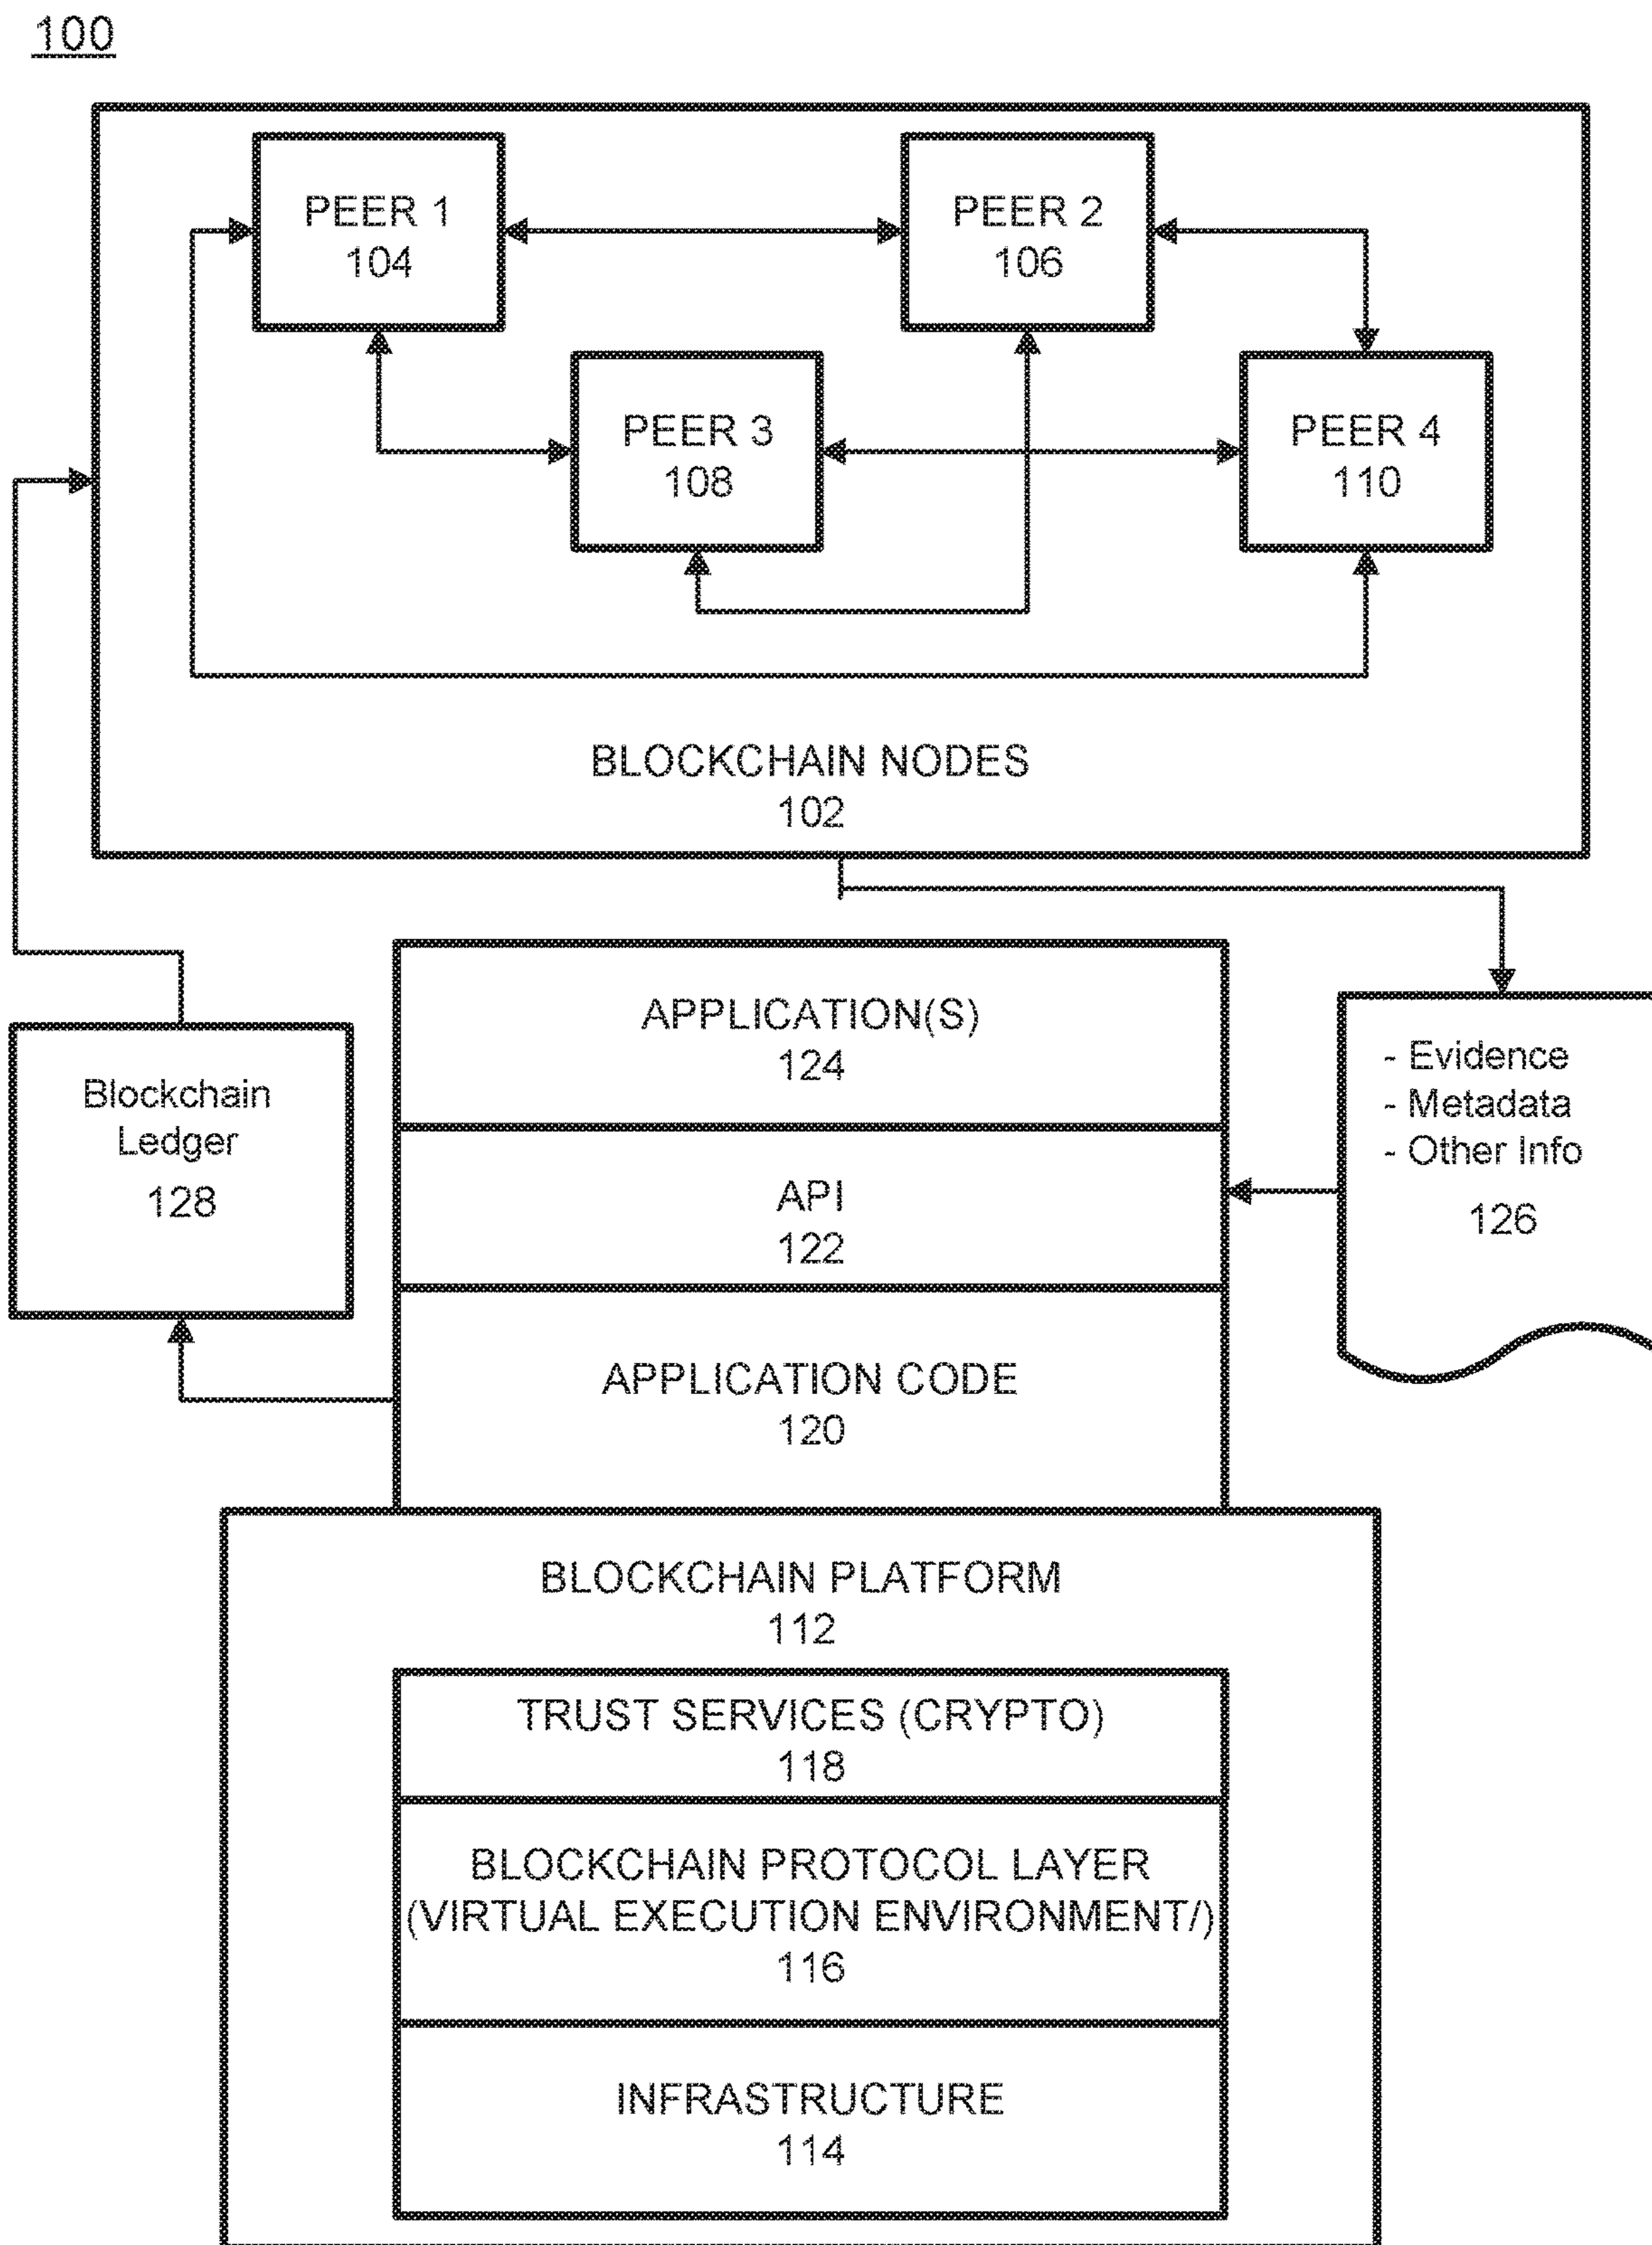 100
PEER 1
104
PEER 2
106
PEER 3
108
PEER 4
110
BLOCKCHAIN NODES
102
APPLICATION(S)
124
Blockchain
Ledger
128
- Evidence
- Metadata
- Other Info
126
API
122
APPLICATION CODE
120
BLOCKCHAIN PLATFORM
112
TRUST SERVICES (CRYPTO)
118
BLOCKCHAIN PROTOCOL LAYER
(VIRTUAL EXECUTION ENVIRONMENT/)
116
INFRASTRUCTURE
114